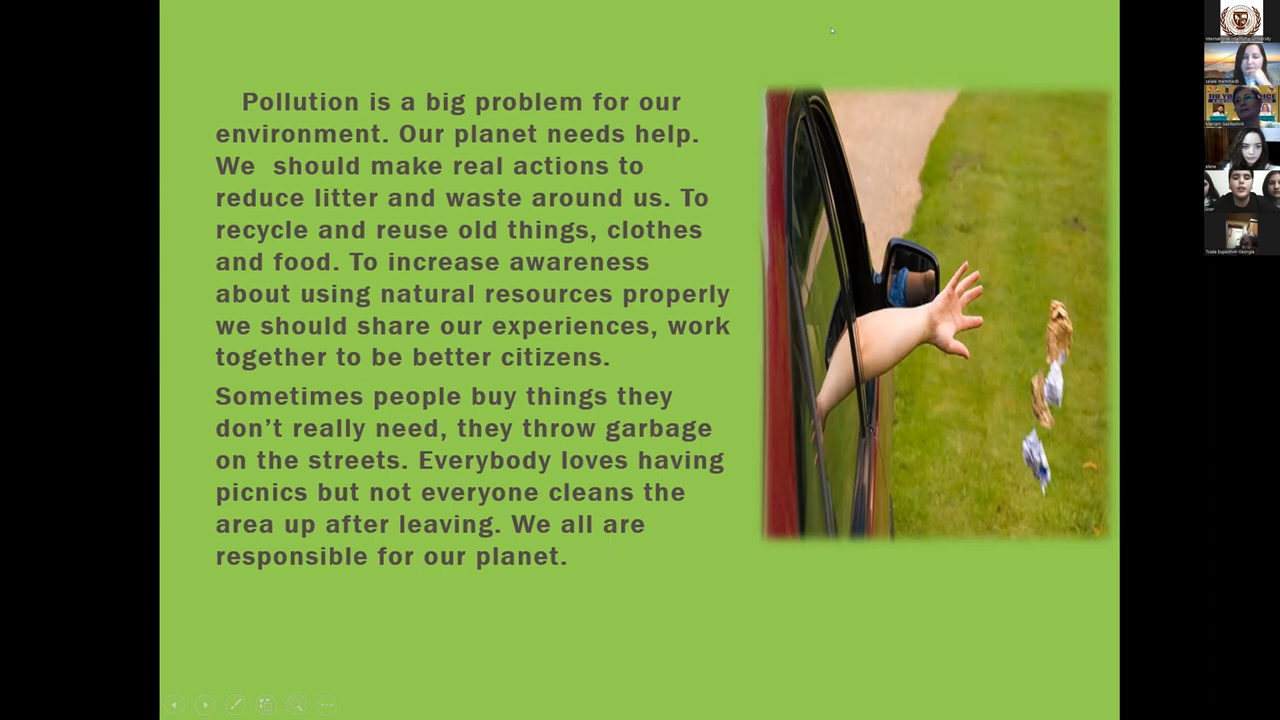 Pollution is a big problem for our
environment. Our planet needs help.
We should make real actions to
reduce litter and waste around us. To
recycle and reuse old things, clothes
and food. To increase awareness
about using natural resources properly
we should share our experiences, work
together to be better citizens.
Sometimes people buy things they
don’t really need, they throw garbage
on the streets. Everybody loves having
picnics but not everyone cleans the
area up after leaving. We all are
responsible for our planet.